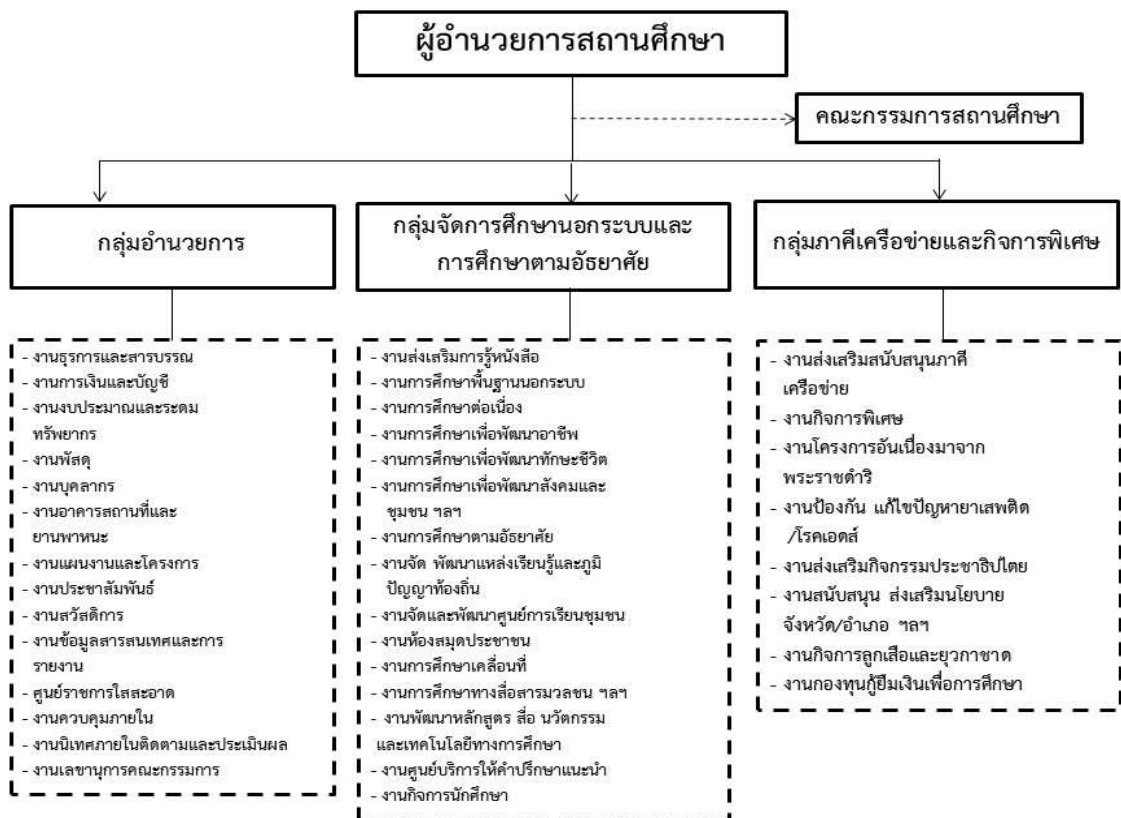 ผู้อำนวยการสถานศึกษา
คณะกรรมการสถานศึกษา
กลุ่มอำนวยการ
กลุ่มจัดการศึกษานอกระบบและ
การศึกษาตามอัธยาศัย
กลุ่มภาคีเครือข่ายและกิจการพิเศษ
- งานธุรการและสารบรรณ
- งานการเงินและบัญชี
- งานงบประมาณและระดม
ทรัพยากร
- งานพัสดุ
- งานบุคลากร
- งานอาคารสถานที่และ
ยานพาหนะ
- งานแผนงานและโครงการ
- งานประชาสัมพันธ์
- งานสวัสดิการ
- งานข้อมูลสารสนเทศและการ
รายงาน
- ศูนย์ราชการใสสะอาด
- งานควบคุมภายใน
- งานนิเทศภายในติดตามและประเมินผล
- งานเลขานุการคณะกรรมการ
- งานส่งเสริมการรู้หนังสือ
- งานการศึกษาพื้นฐานนอกระบบ
- งานการศึกษาต่อเนื่อง
- งานการศึกษาเพื่อพัฒนาอาชีพ
- งานการศึกษาเพื่อพัฒนาทักษะชีวิต
- งานการศึกษาเพื่อพัฒนาสังคมและ
ชุมชน ฯลฯ
- งานการศึกษาตามอัธยาศัย
- งานจัด พัฒนาแหล่งเรียนรู้และภูมิ
ปัญญาท้องถิ่น
- งานจัดและพัฒนาศูนย์การเรียนชุมชน
- งานห้องสมุดประชาชน
- งานการศึกษาเคลื่อนที่
- งานการศึกษาทางสื่อสารมวลชน ฯลฯ
- งานพัฒนาหลักสูตร สื่อ นวัตกรรม
และเทคโนโลยีทางการศึกษา
- งานศูนย์บริการให้คำปรึกษาแนะนำ
- งานกิจการนักศึกษา
- งานส่งเสริมสนับสนุนภาคี
เครือข่าย
- งานกิจการพิเศษ
- งานโครงการอันเนื่องมาจาก
พระราชดำริ
- งานป้องกัน แก้ไขปัญหายาเสพติด
/โรคเอดส์
- งานส่งเสริมกิจกรรมประชาธิปไตย
- งานสนับสนุน ส่งเสริมนโยบาย
จังหวัด/อำเภอ ฯลฯ
- งานกิจการลูกเสือและยุวกาชาด
- งานกองทุนกู้ยืมเงินเพื่อการศึกษา